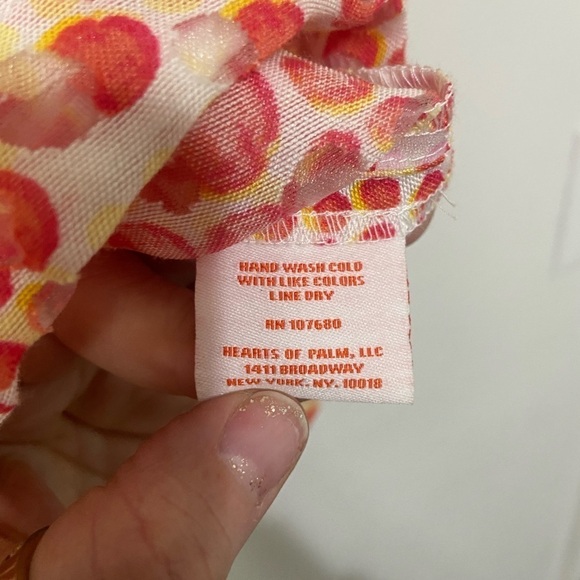 HAND WASH COLD
WITH LIKE COLORS
LINE DRY
RN 107680
HEARTS OF PALM, LLC
1411 BROADWAY
NEW YORK, NY. 10018